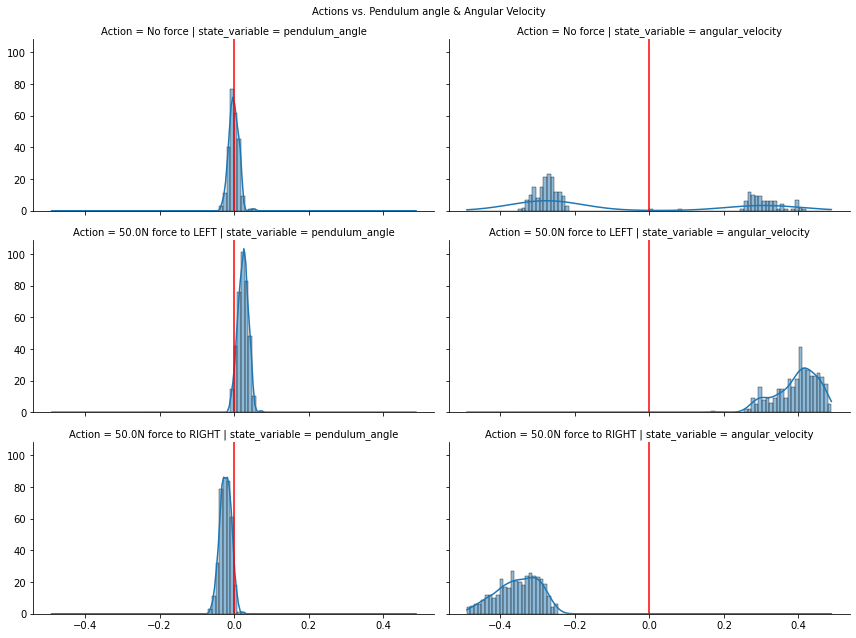 Actions vs. Pendulum angle & Angular Velocity
Action = No force | state_variable = pendulum_angle
Action = No force | state_variable = angular_velocity
100
80
60
40
20
0
Action = 50.0N force to LEFT | state_variable = pendulum_angle
Action = 50.0N force to LEFT | state_variable = angular_velocity
100
80
60
40
20
0
Action = 50.0N force to RIGHT | state_variable = pendulum_angle
Action = 50.0N force to RIGHT | state_variable = angular_velocity
100
80
60
40
20
0
−0.4 −0.2 0.0 0.2 0.4
−0.4 −0.2 0.0 0.2 0.4